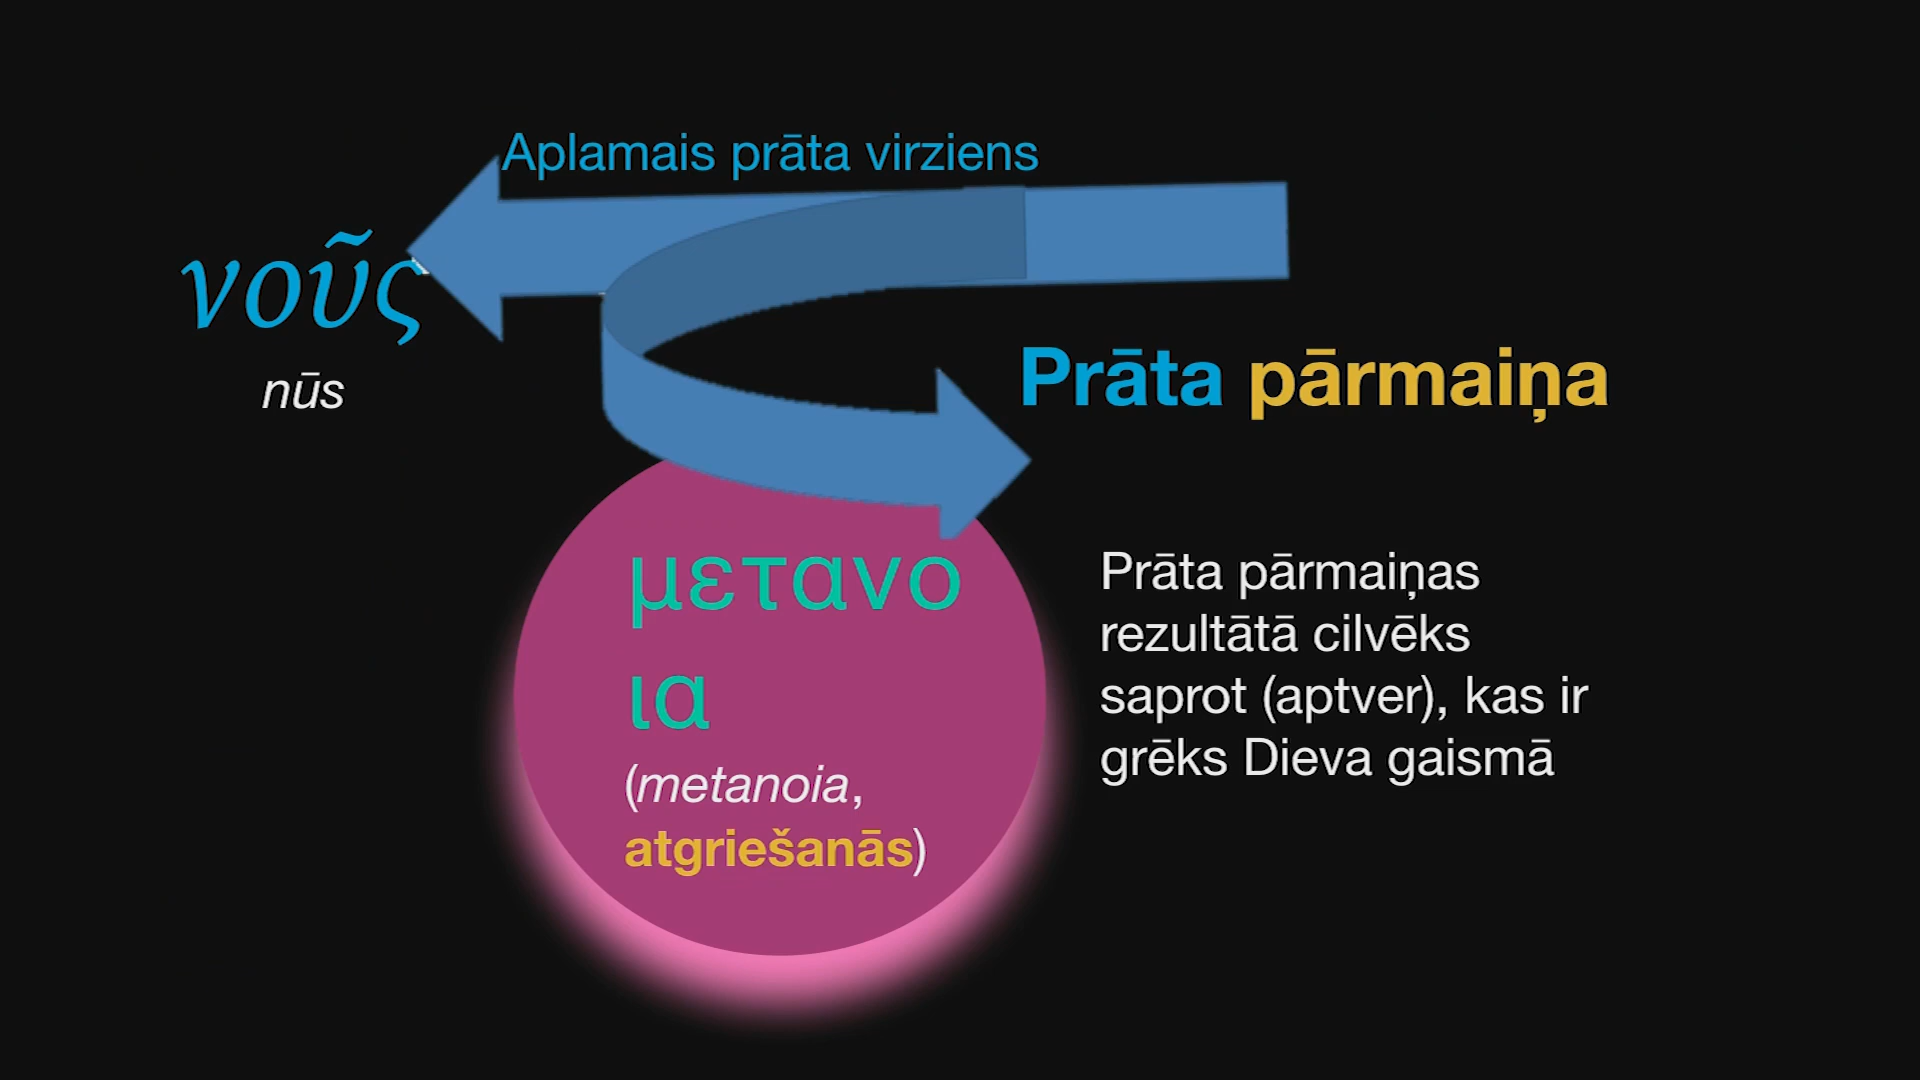 Aplamais prāta virziens
νοῦς
nūs
Prāta pārmaiņa
μετανο
ια
(metanoia,
atgriešanās)
Prāta pārmaiņas
rezultātā cilvēks
saprot (aptver), kas ir
grēks Dieva gaismā